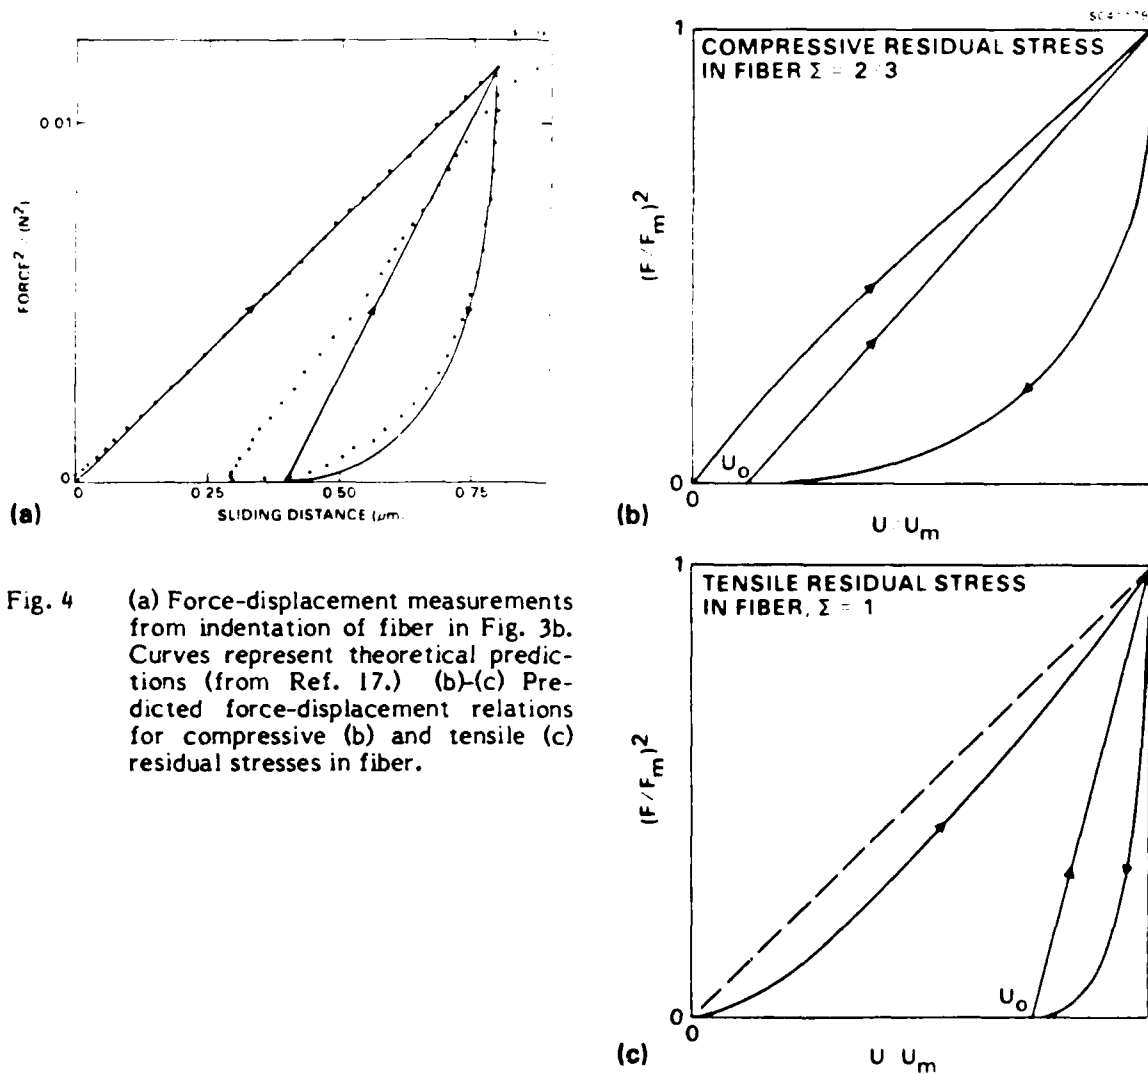 0.01
FORCE² (N²)
0
0
0.25
0.50
0.75
SLIDING DISTANCE (μm.
(a)
1
COMPRESSIVE RESIDUAL STRESS
IN FIBER Σ = 2/3
(F/Fm)²
0
U₀
0
U Um
(b)
Fig. 4 (a) Force-displacement measurements
from indentation of fiber in Fig. 3b.
Curves represent theoretical predic-
tions (from Ref. 17.) (b)-(c) Pre-
dicted force-displacement relations
for compressive (b) and tensile (c)
residual stresses in fiber.
1
TENSILE RESIDUAL STRESS
IN FIBER, Σ = 1
(F/Fm)²
0
U₀
0
U Um
(c)